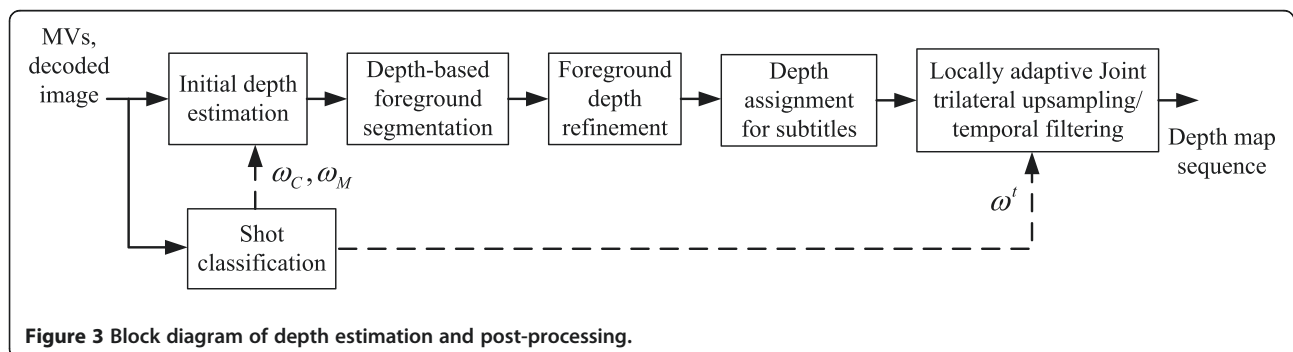 MVs,
decoded
image
Initial depth
estimation
Depth-based
foreground
segmentation
Foreground
depth
refinement
Depth
assignment
for subtitles
Locally adaptive Joint
trilateral upsampling/
temporal filtering
Depth map
sequence
ω_C, ω_M
ω^t
Shot
classification
Figure 3 Block diagram of depth estimation and post-processing.